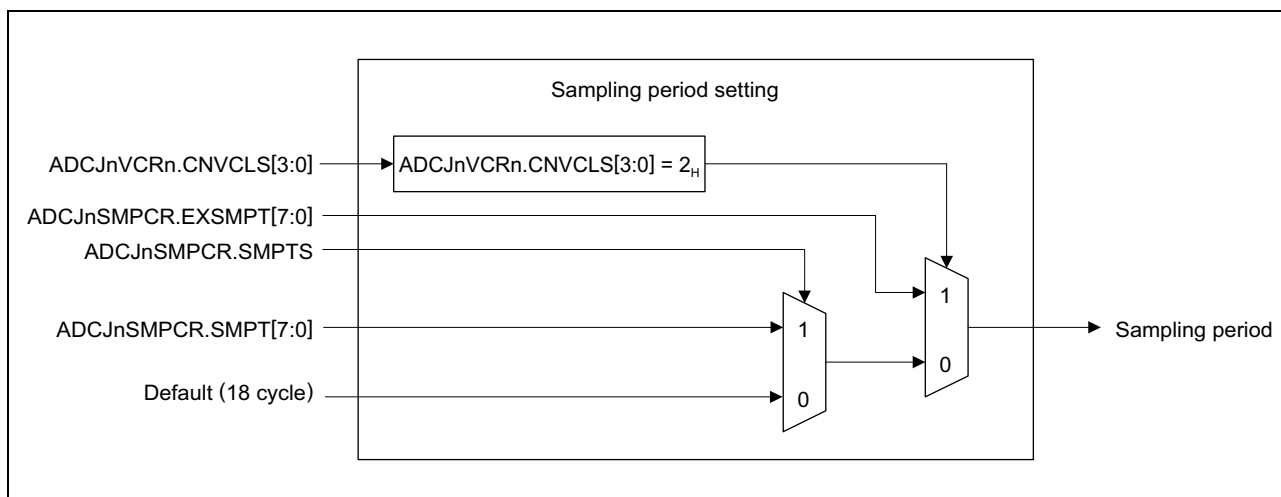 Sampling period setting
ADCJnVCRn.CNVCLS[3:0]
ADCJnVCRn.CNVCLS[3:0] = 2H
ADCJnSMPCR.EXSMPT[7:0]
ADCJnSMPCR.SMPTS
1
ADCJnSMPCR.SMPT[7:0]
1
Sampling period
0
Default (18 cycle)
0